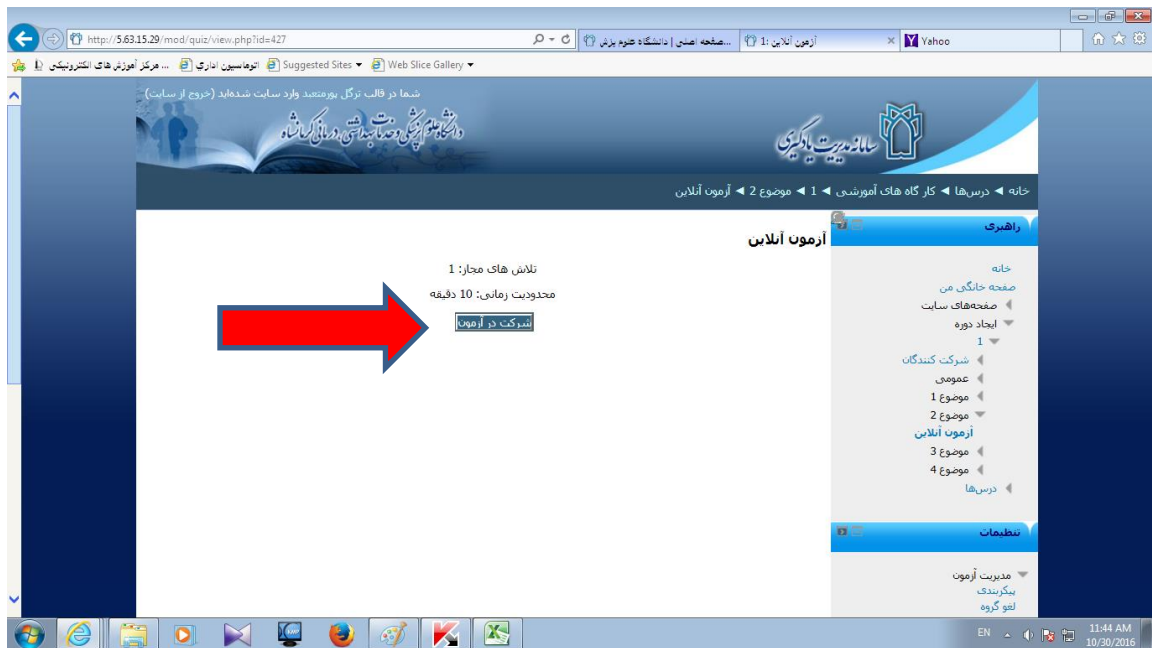 http://5.63.15.29/mod/quiz/view.php?id=427
صفحه اصلی | دانشگاه علوم پزش...
آزمون آنلاین :1
Yahoo
مرکز آموزش های الکترونیکی ...
اتوماسیون اداری
Suggested Sites
Web Slice Gallery
شما در قالب نرگل پورمتعبد وارد سایت شده‌اید (خروج از سایت)
دانشگاه علوم پزشکی و خدمات بهداشتی درمانی کرمانشاه
سامانه مدیریت یادگیری
خانه ◄ درس‌ها ◄ کار گاه های آموزشی ◄ 1 ◄ موضوع 2 ◄ آزمون آنلاین
آزمون آنلاین
تلاش های مجاز: 1
محدودیت زمانی: 10 دقیقه
شرکت در آزمون
راهبری
خانه
صفحه خانگی من
صفحه‌های سایت
ایجاد دوره
1
شرکت کنندگان
عمومی
موضوع 1
موضوع 2
آزمون آنلاین
موضوع 3
موضوع 4
درس‌ها
تنظیمات
مدیریت آزمون
پیکربندی
لغو گروه
EN
11:44 AM
10/30/2016